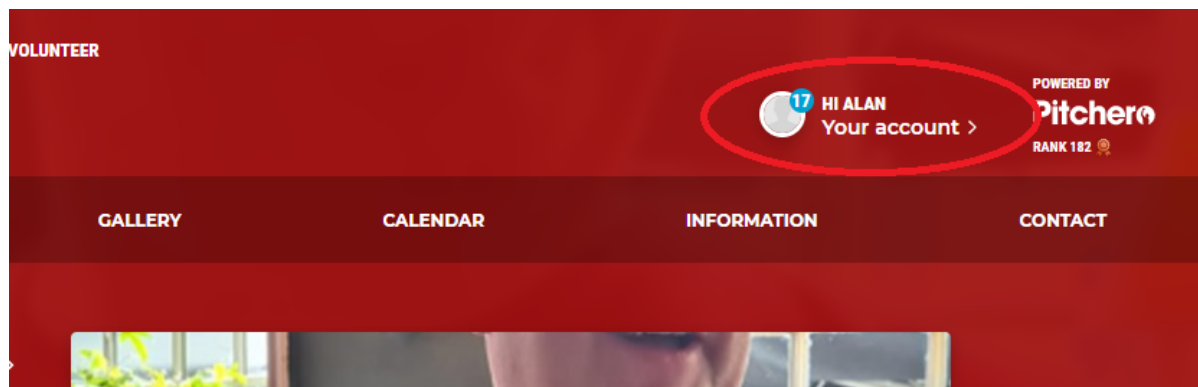 VOLUNTEER
POWERED BY
17 HI ALAN
Pitchero
Your account >
RANK 182
GALLERY CALENDAR INFORMATION CONTACT